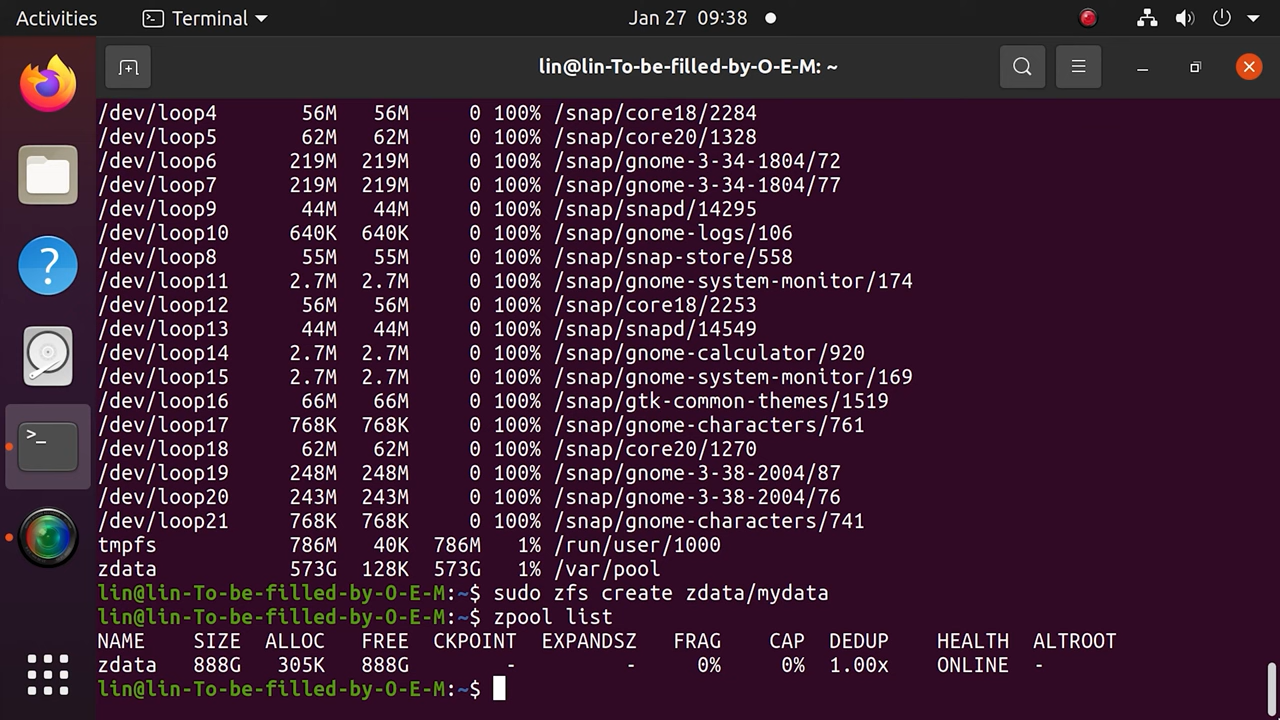 Activities Terminal Jan 27 09:38
lin@lin-To-be-filled-by-O-E-M: ~
/dev/loop4 56M 56M 0 100% /snap/core18/2284
/dev/loop5 62M 62M 0 100% /snap/core20/1328
/dev/loop6 219M 219M 0 100% /snap/gnome-3-34-1804/72
/dev/loop7 219M 219M 0 100% /snap/gnome-3-34-1804/77
/dev/loop9 44M 44M 0 100% /snap/snapd/14295
/dev/loop10 640K 640K 0 100% /snap/gnome-logs/106
/dev/loop8 55M 55M 0 100% /snap/snap-store/558
/dev/loop11 2.7M 2.7M 0 100% /snap/gnome-system-monitor/174
/dev/loop12 56M 56M 0 100% /snap/core18/2253
/dev/loop13 44M 44M 0 100% /snap/snapd/14549
/dev/loop14 2.7M 2.7M 0 100% /snap/gnome-calculator/920
/dev/loop15 2.7M 2.7M 0 100% /snap/gnome-system-monitor/169
/dev/loop16 66M 66M 0 100% /snap/gtk-common-themes/1519
/dev/loop17 768K 768K 0 100% /snap/gnome-characters/761
/dev/loop18 62M 62M 0 100% /snap/core20/1270
/dev/loop19 248M 248M 0 100% /snap/gnome-3-38-2004/87
/dev/loop20 243M 243M 0 100% /snap/gnome-3-38-2004/76
/dev/loop21 768K 768K 0 100% /snap/gnome-characters/741
tmpfs 786M 40K 786M 1% /run/user/1000
zdata 573G 128K 573G 1% /var/pool
lin@lin-To-be-filled-by-O-E-M:~$ sudo zfs create zdata/mydata
lin@lin-To-be-filled-by-O-E-M:~$ zpool list
NAME SIZE ALLOC FREE CKPOINT EXPANDSZ FRAG CAP DEDUP HEALTH ALTROOT
zdata 888G 305K 888G - - 0% 0% 1.00x ONLINE -
lin@lin-To-be-filled-by-O-E-M:~$